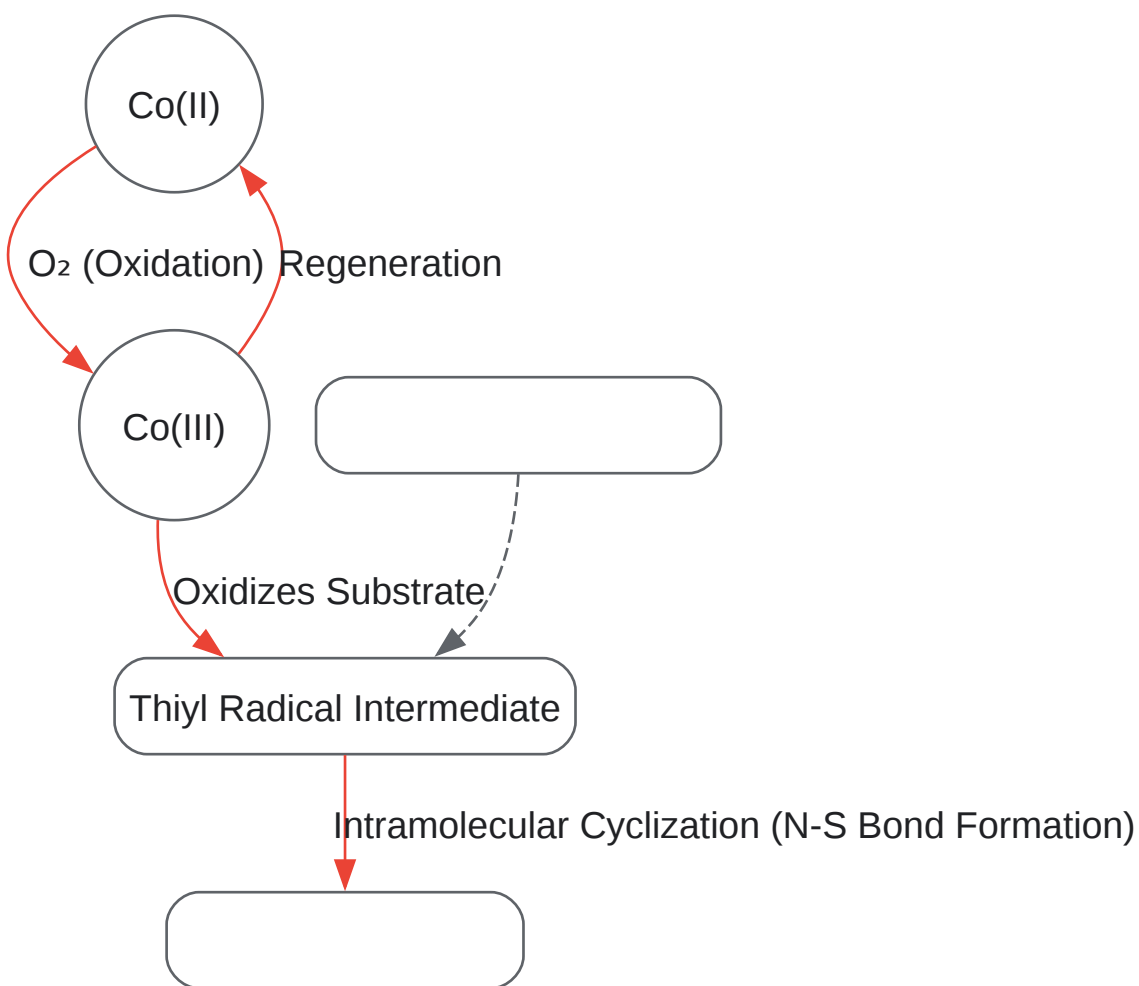 Co(II)
O₂ (Oxidation)
Regeneration
Co(III)
Oxidizes Substrate
Thiyl Radical Intermediate
Intramolecular Cyclization (N-S Bond Formation)